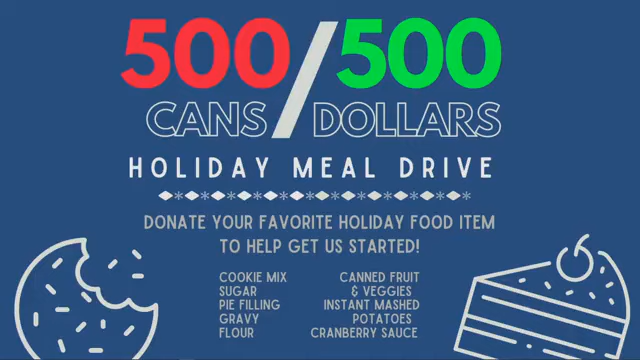 500/500
CANS DOLLARS
HOLIDAY MEAL DRIVE
DONATE YOUR FAVORITE HOLIDAY FOOD ITEM
TO HELP GET US STARTED!
COOKIE MIX
SUGAR
PIE FILLING
GRAVY
FLOUR
CANNED FRUIT
& VEGGIES
INSTANT MASHED
POTATOES
CRANBERRY SAUCE